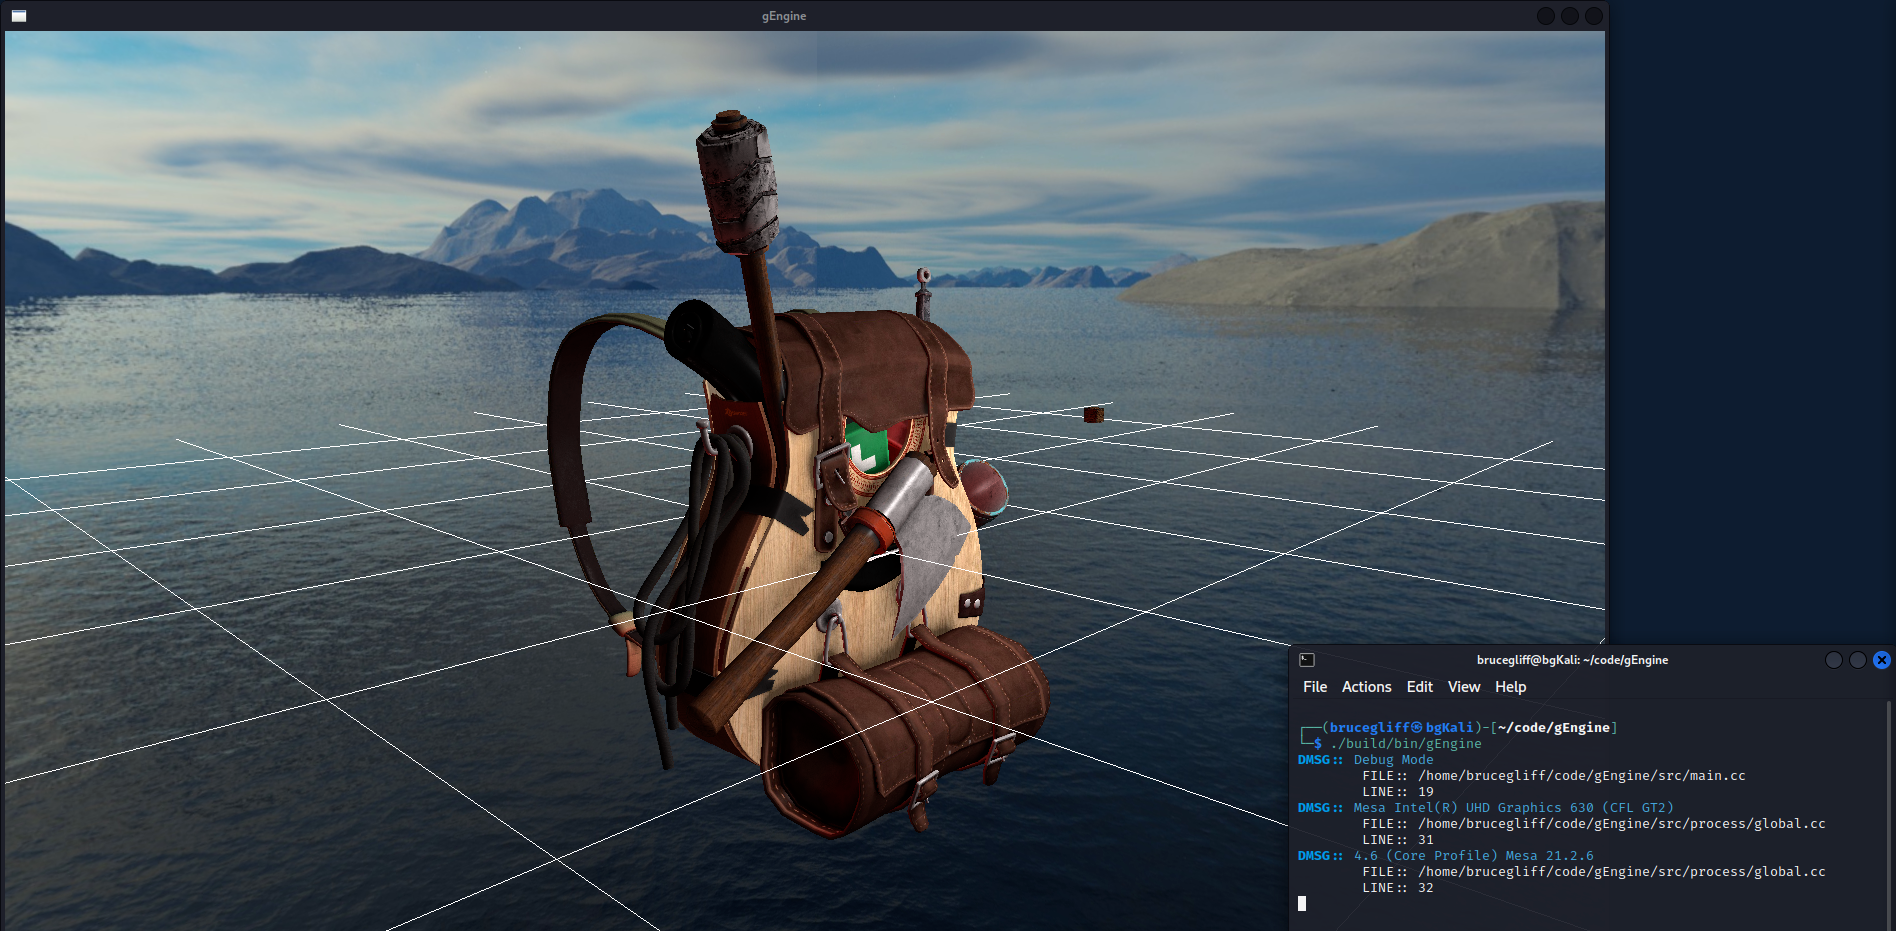 gEngine
brucegliff@bgKali: ~/code/gEngine
File Actions Edit View Help
┌──(brucegliff㉿bgKali)-[~/code/gEngine]
└─$ ./build/bin/gEngine
DMSG:: Debug Mode
FILE:: /home/brucegliff/code/gEngine/src/main.cc
LINE:: 19
DMSG:: Mesa Intel(R) UHD Graphics 630 (CFL GT2)
FILE:: /home/brucegliff/code/gEngine/src/process/global.cc
LINE:: 31
DMSG:: 4.6 (Core Profile) Mesa 21.2.6
FILE:: /home/brucegliff/code/gEngine/src/process/global.cc
LINE:: 32